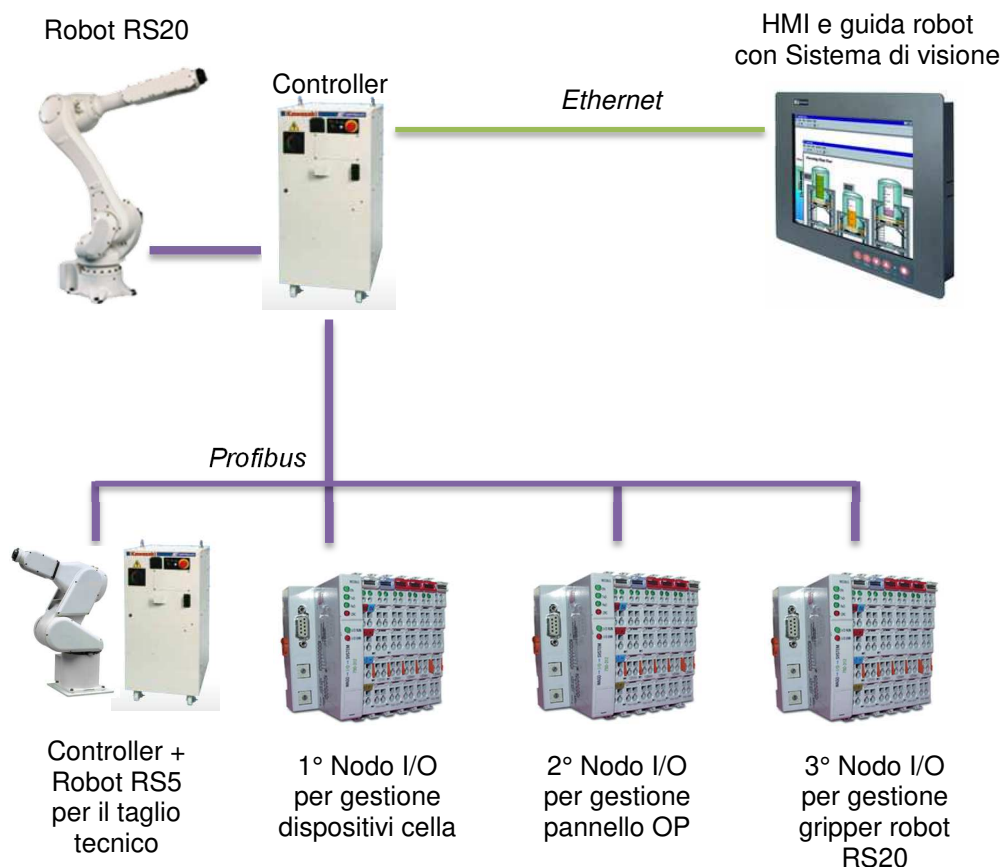 Robot RS20
HMI e guida robot
con Sistema di visione
Controller
Ethernet
Kawasaki
Profibus
Kawasaki
Controller +
Robot RS5
per il taglio
tecnico
1° Nodo I/O
per gestione
dispositivi cella
2° Nodo I/O
per gestione
pannello OP
3° Nodo I/O
per gestione
gripper robot
RS20